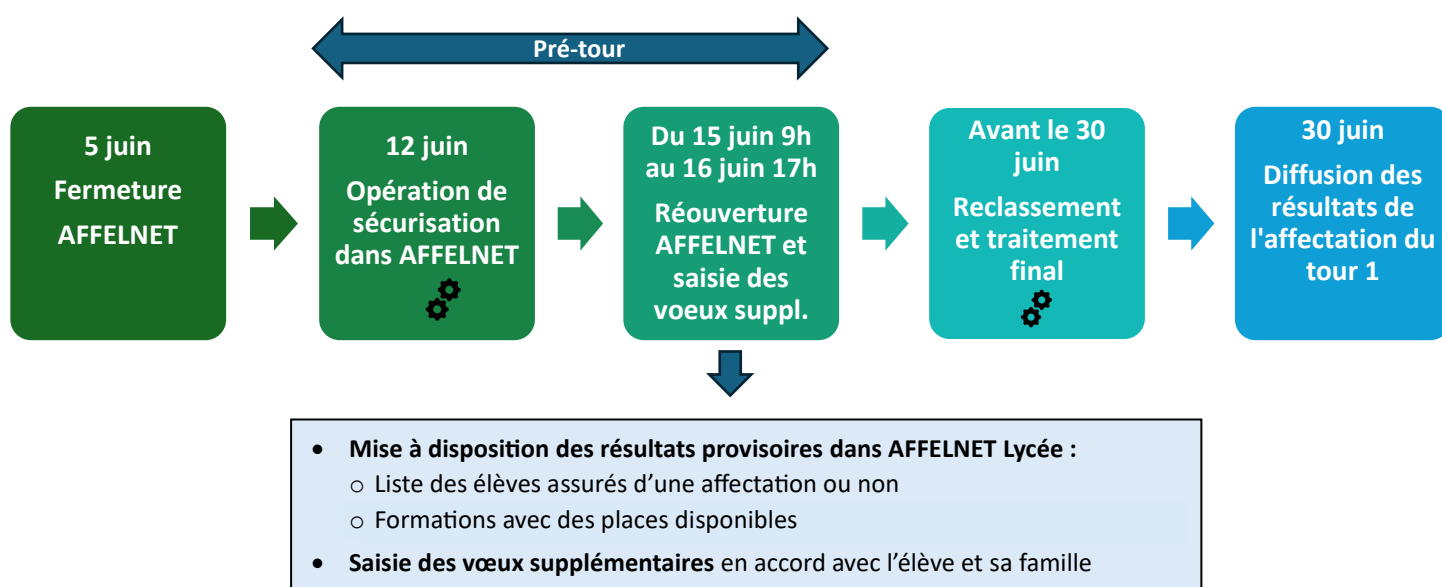 Pré-tour
5 juin
Fermeture
AFFELNET
12 juin
Opération de
sécurisation
dans AFFELNET
Du 15 juin 9h
au 16 juin 17h
Réouverture
AFFELNET et
saisie des
voeux suppl.
Avant le 30
juin
Reclassement
et traitement
final
30 juin
Diffusion des
résultats de
l'affectation du
tour 1
• Mise à disposition des résultats provisoires dans AFFELNET Lycée :
o Liste des élèves assurés d’une affectation ou non
o Formations avec des places disponibles
• Saisie des vœux supplémentaires en accord avec l’élève et sa famille